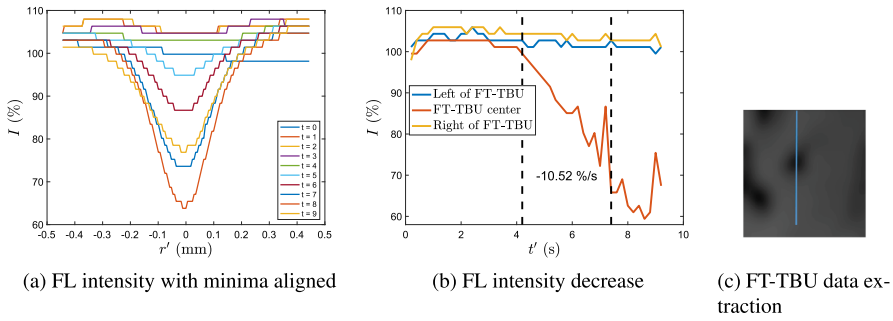 110
100
90
80
70
60
I (%)
-0.5 -0.4 -0.3 -0.2 -0.1 0 0.1 0.2 0.3 0.4 0.5
r′ (mm)
t = 0
t = 1
t = 2
t = 3
t = 4
t = 5
t = 6
t = 7
t = 8
t = 9
(a) FL intensity with minima aligned
110
100
90
80
70
60
I (%)
Left of FT-TBU
FT-TBU center
Right of FT-TBU
-10.52 %/s
0 2 4 6 8 10
t′ (s)
(b) FL intensity decrease
(c) FT-TBU data ex-
traction